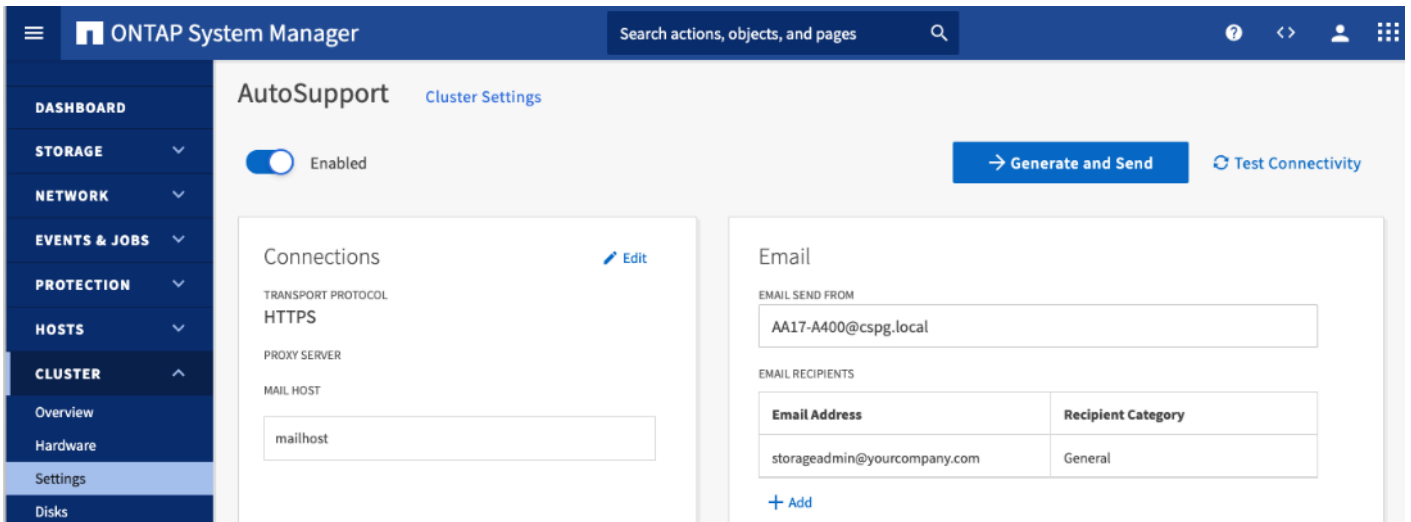 ONTAP System Manager
Search actions, objects, and pages
DASHBOARD
STORAGE
NETWORK
EVENTS & JOBS
PROTECTION
HOSTS
CLUSTER
Overview
Hardware
Settings
Disks
AutoSupport Cluster Settings
Enabled
Generate and Send
Test Connectivity
Connections
Edit
TRANSPORT PROTOCOL
HTTPS
PROXY SERVER
MAIL HOST
mailhost
Email
EMAIL SEND FROM
AA17-A400@cspg.local
EMAIL RECIPIENTS
Email Address Recipient Category
storageadmin@yourcompany.com General
+ Add